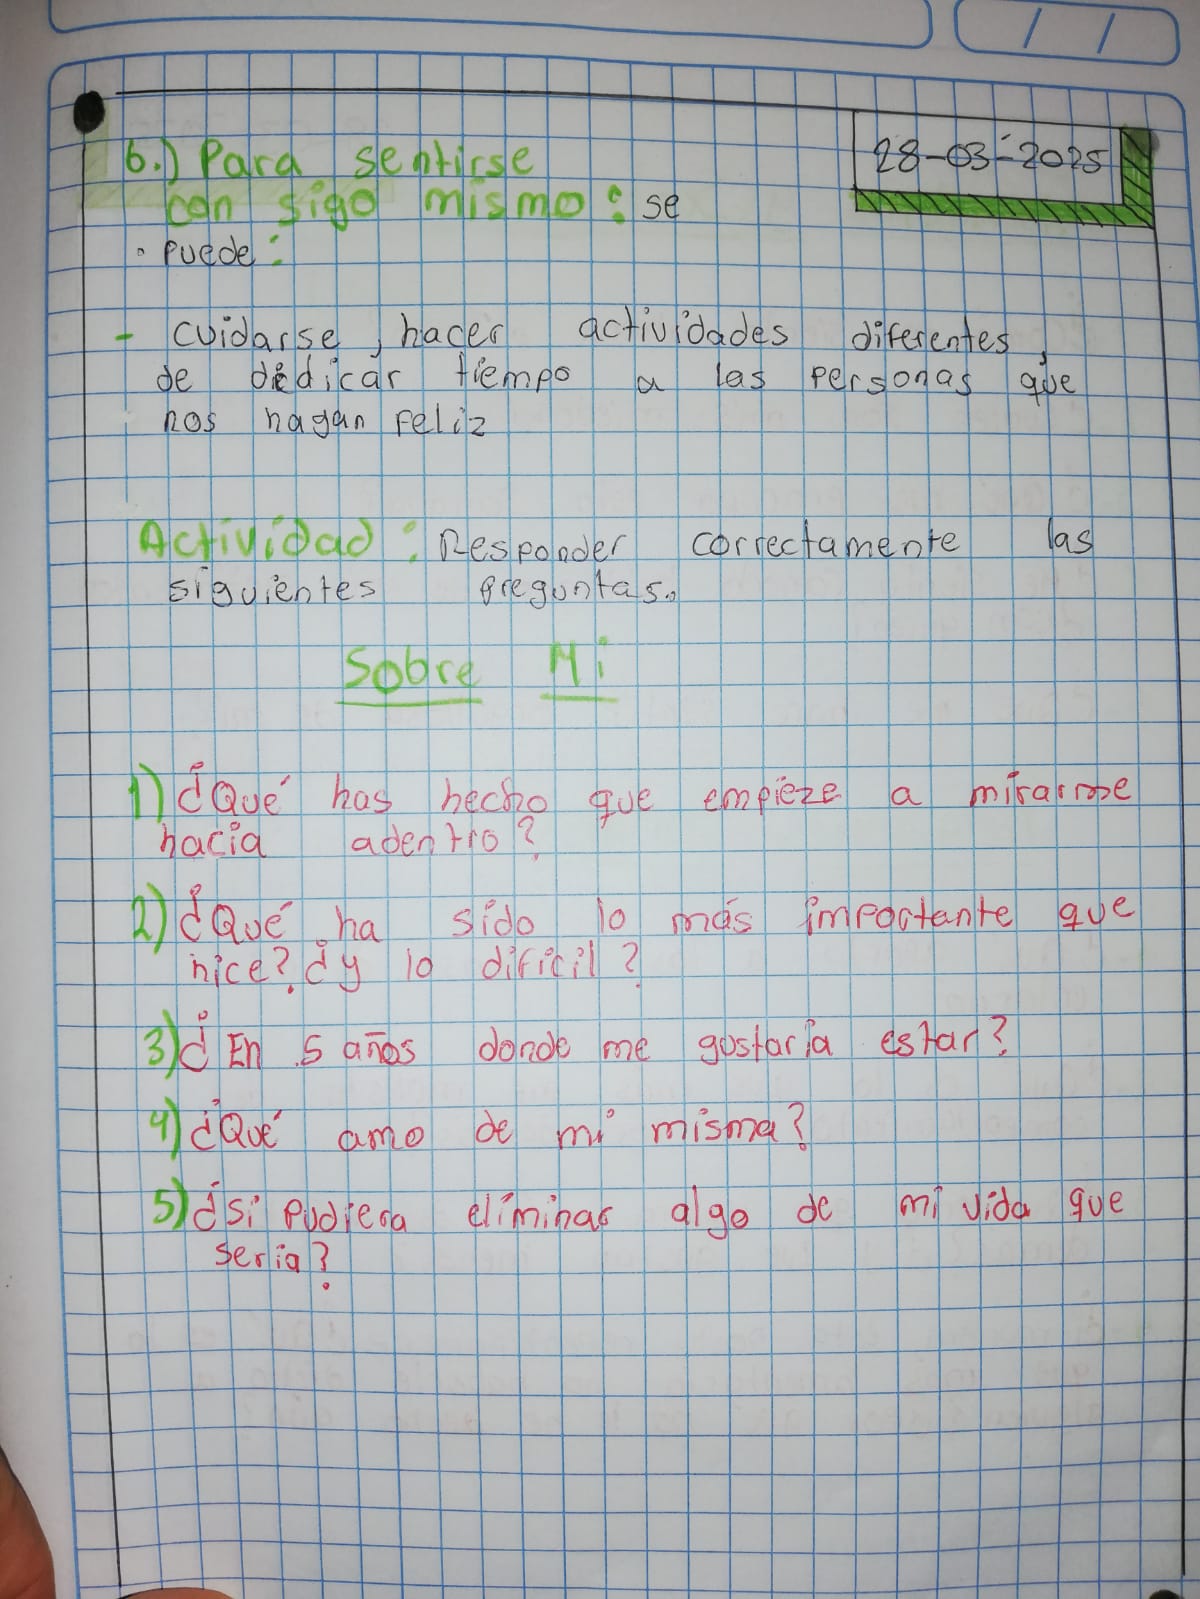 28-03-2025
6.) Para sentirse
con sigo mismo: se
• Puede:
- cuidarse, hacer actividades diferentes,
de dedicar tiempo a las personas que
nos hagan feliz
Actividad: Responder correctamente las
siguientes preguntas.
Sobre Mi
1) ¿Qué has hecho que empieze a mirarme
hacia adentro?
2) ¿Qué ha sido lo más importante que
hice? ¿y lo dificil?
3) ¿En 5 años donde me gustaria estar?
4) ¿Qué amo de mi misma?
5) ¿si pudiera eliminar algo de mi vida que
seria?